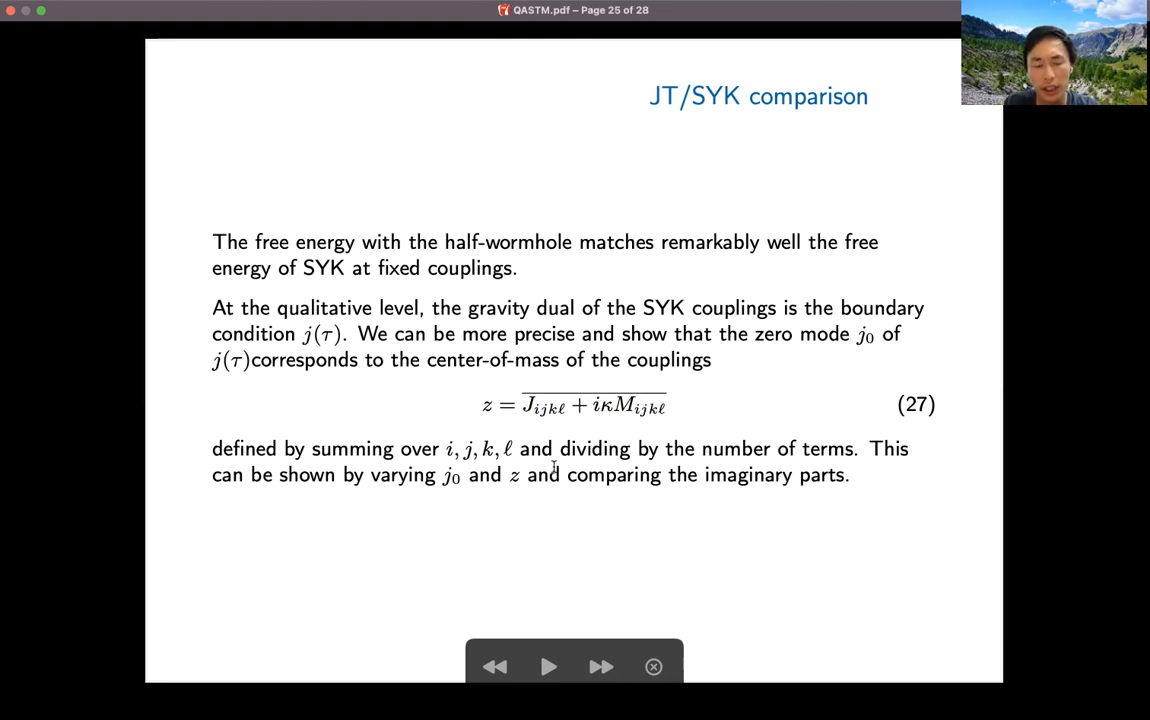 QASTM.pdf – Page 25 of 28
JT/SYK comparison
The free energy with the half-wormhole matches remarkably well the free
energy of SYK at fixed couplings.
At the qualitative level, the gravity dual of the SYK couplings is the boundary
condition j(τ). We can be more precise and show that the zero mode j₀ of
j(τ)corresponds to the center-of-mass of the couplings
z = \overline{J_{ijkℓ} + iκM_{ijkℓ}} (27)
defined by summing over i, j, k, ℓ and dividing by the number of terms. This
can be shown by varying j₀ and z and comparing the imaginary parts.